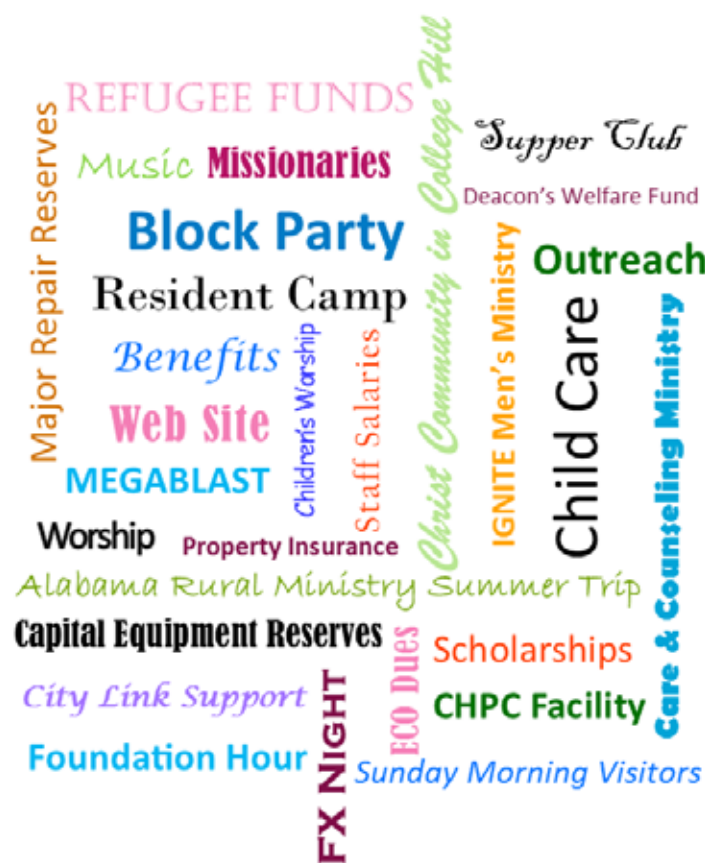 REFUGEE FUNDS
Christ Community in College Hill
Major Repair Reserves
Supper Club
Music
Missionaries
Deacon's Welfare Fund
Block Party
IGNITE Men's Ministry
Outreach
Resident Camp
Child Care
Care & Counseling Ministry
Benefits
Children's Worship
Staff Salaries
Web Site
MEGABLAST
Worship
Property Insurance
Alabama Rural Ministry Summer Trip
Capital Equipment Reserves
ECO Dues
Scholarships
City Link Support
FX NIGHT
CHPC Facility
Foundation Hour
Sunday Morning Visitors